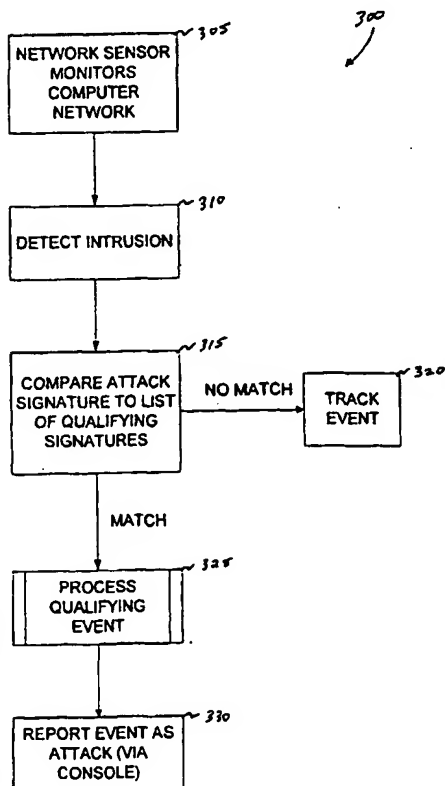 300
305
NETWORK SENSOR
MONITORS
COMPUTER
NETWORK
310
DETECT INTRUSION
315
COMPARE ATTACK
SIGNATURE TO LIST
OF QUALIFYING
SIGNATURES
NO MATCH
320
TRACK
EVENT
MATCH
325
PROCESS
QUALIFYING
EVENT
330
REPORT EVENT AS
ATTACK (VIA
CONSOLE)